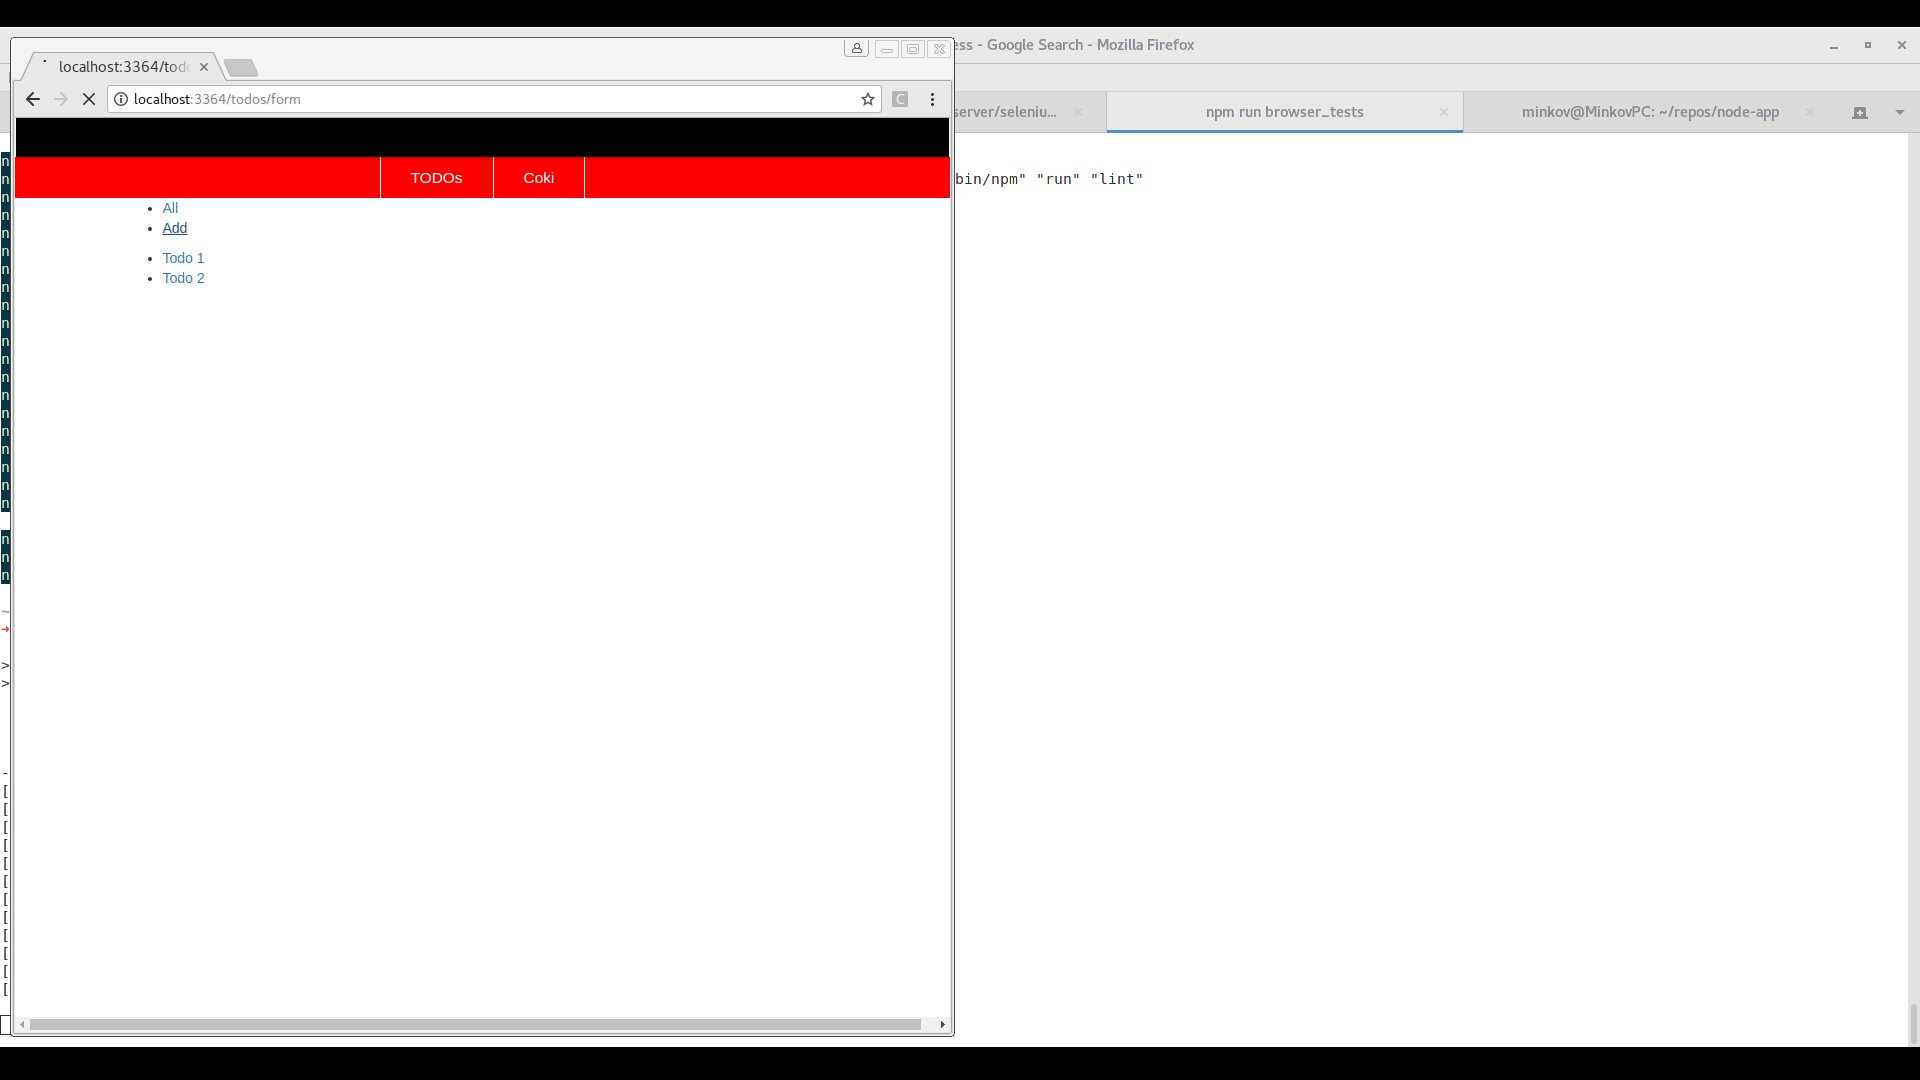 ess - Google Search - Mozilla Firefox
localhost:3364/tod
server/seleniu...
npm run browser_tests
minkov@MinkovPC: ~/repos/node-app
localhost:3364/todos/form
C
TODOs
Coki
bin/npm" "run" "lint"
All
Add
Todo 1
Todo 2